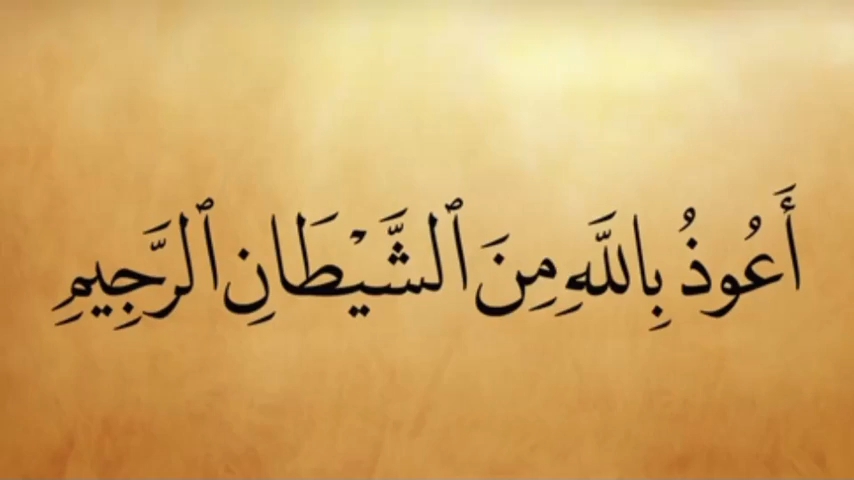 أَعُوذُ بِاللَّهِ مِنَ ٱلشَّيْطَانِ ٱلرَّجِيمِ